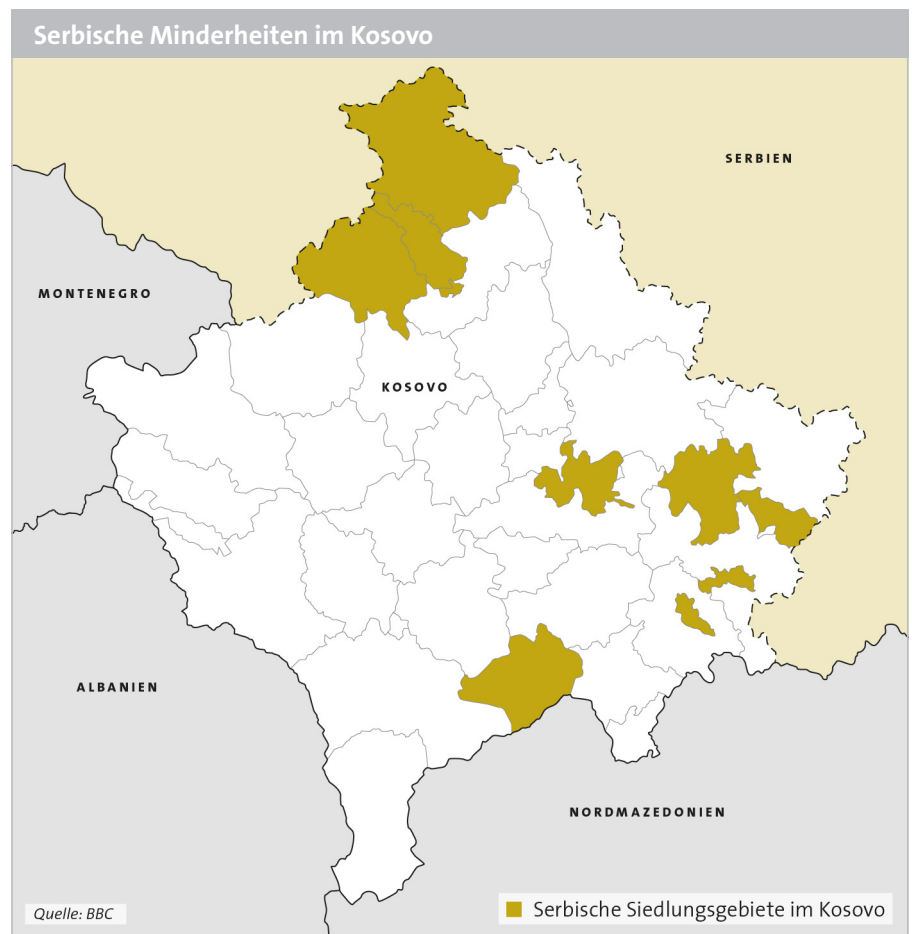 Serbische Minderheiten im Kosovo
SERBIEN
MONTENEGRO
KOSOVO
ALBANIEN
NORDMAZEDONIEN
Quelle: BBC
Serbische Siedlungsgebiete im Kosovo